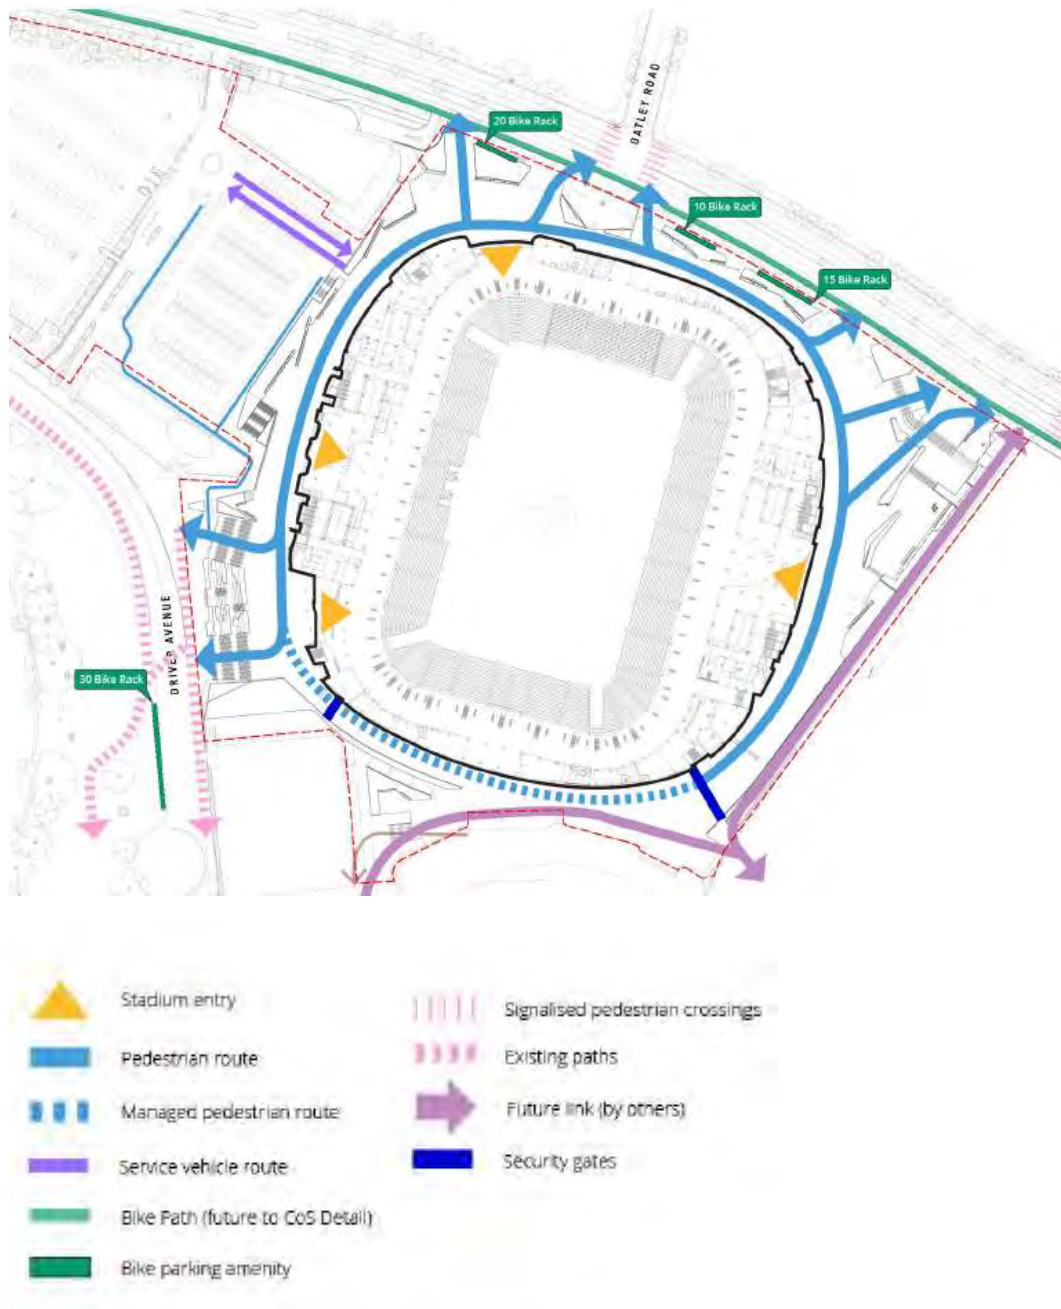 OATLEY ROAD
20 Bike Rack
10 Bike Rack
15 Bike Rack
DRIVER AVENUE
30 Bike Rack
Stadium entry
Pedestrian route
Managed pedestrian route
Service vehicle route
Bike Path (future to CoS Detail)
Bike parking amenity
Signalised pedestrian crossings
Existing paths
Future link (by others)
Security gates